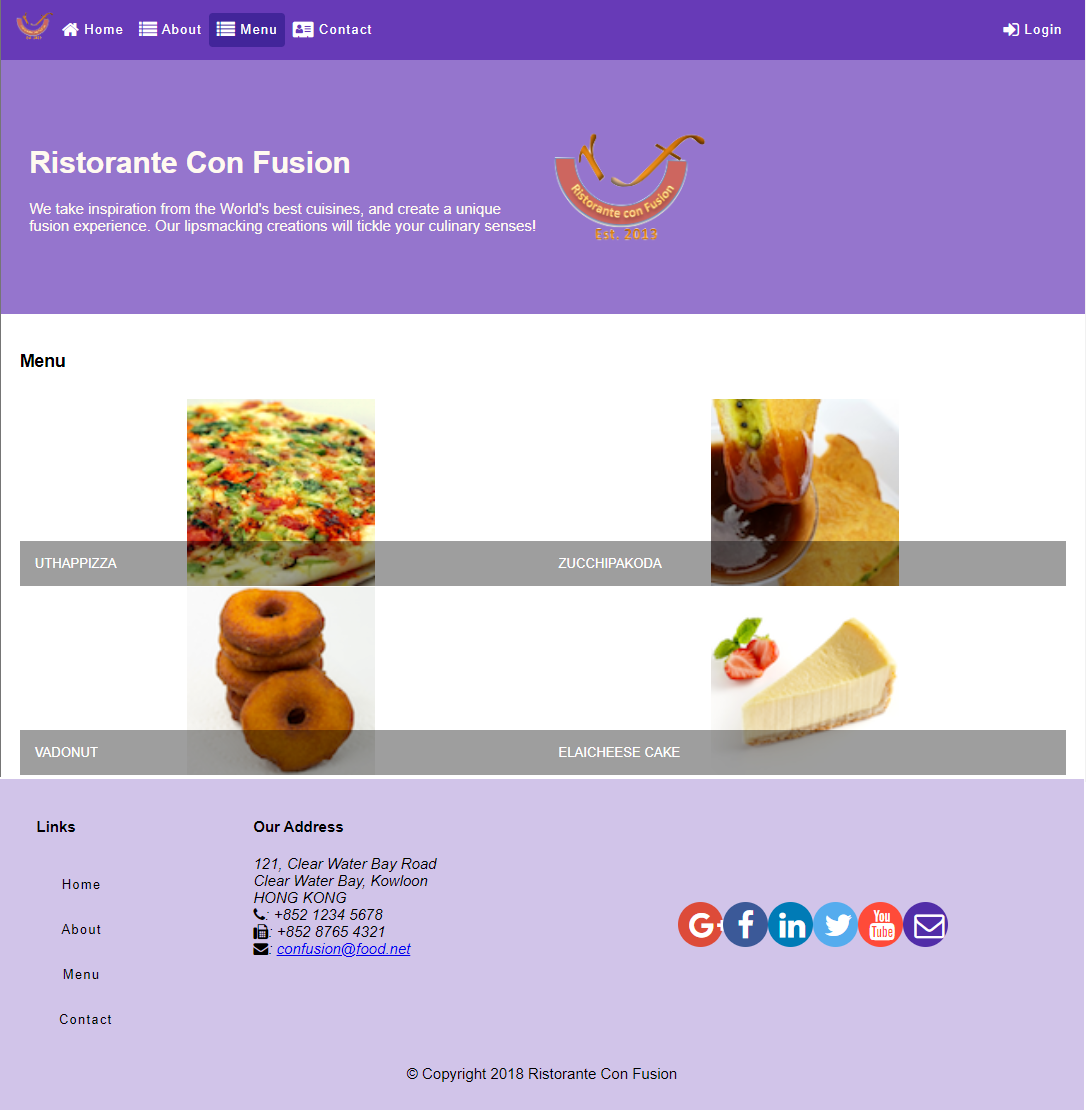 Home
About
Menu
Contact
Login
Ristorante Con Fusion
We take inspiration from the World's best cuisines, and create a unique
fusion experience. Our lipsmacking creations will tickle your culinary senses!
Ristorante con Fusion
Est. 2013
Menu
UTHAPPIZZA
ZUCCHIPAKODA
VADONUT
ELAICHEESE CAKE
Links
Home
About
Menu
Contact
Our Address
121, Clear Water Bay Road
Clear Water Bay, Kowloon
HONG KONG
: +852 1234 5678
: +852 8765 4321
: confusion@food.net
G+
f
in
You
Tube
© Copyright 2018 Ristorante Con Fusion